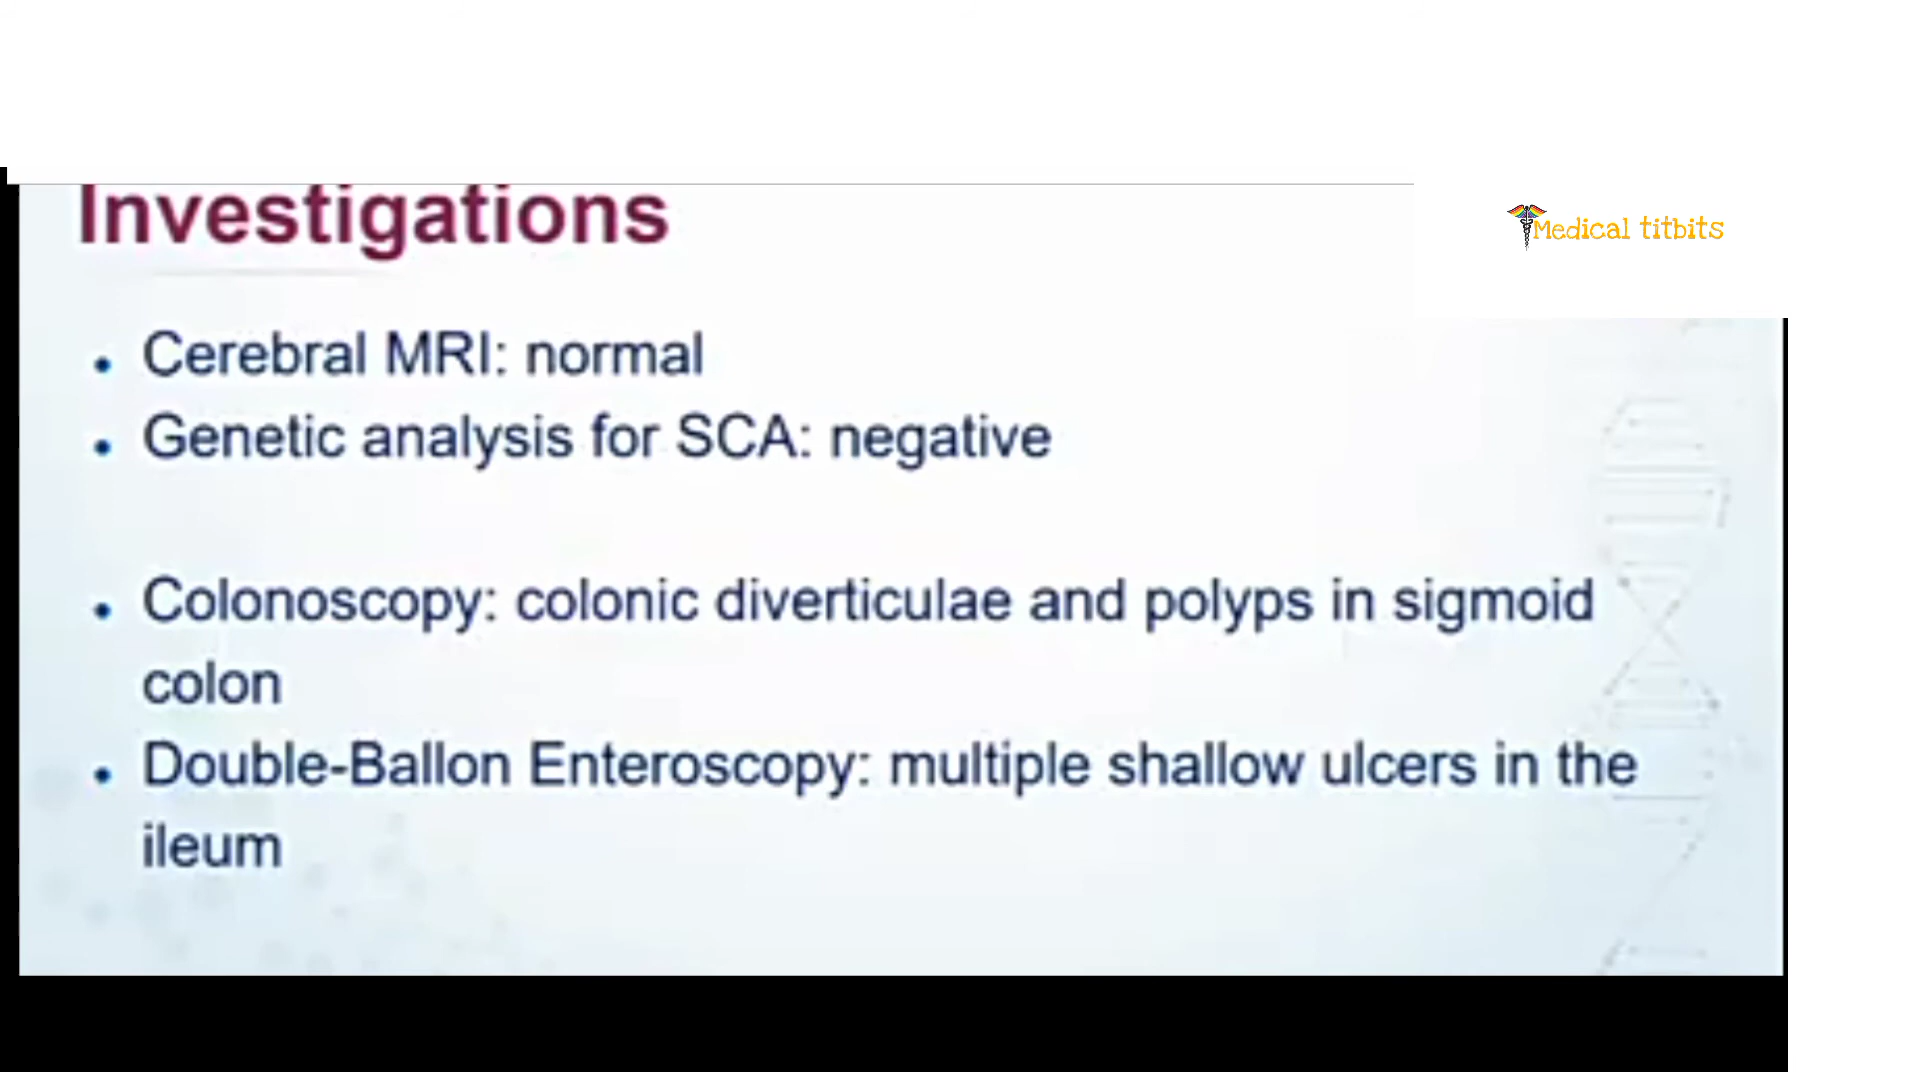 Investigations
Medical titbits
• Cerebral MRI: normal
• Genetic analysis for SCA: negative
• Colonoscopy: colonic diverticulae and polyps in sigmoid
colon
• Double-Ballon Enteroscopy: multiple shallow ulcers in the
ileum